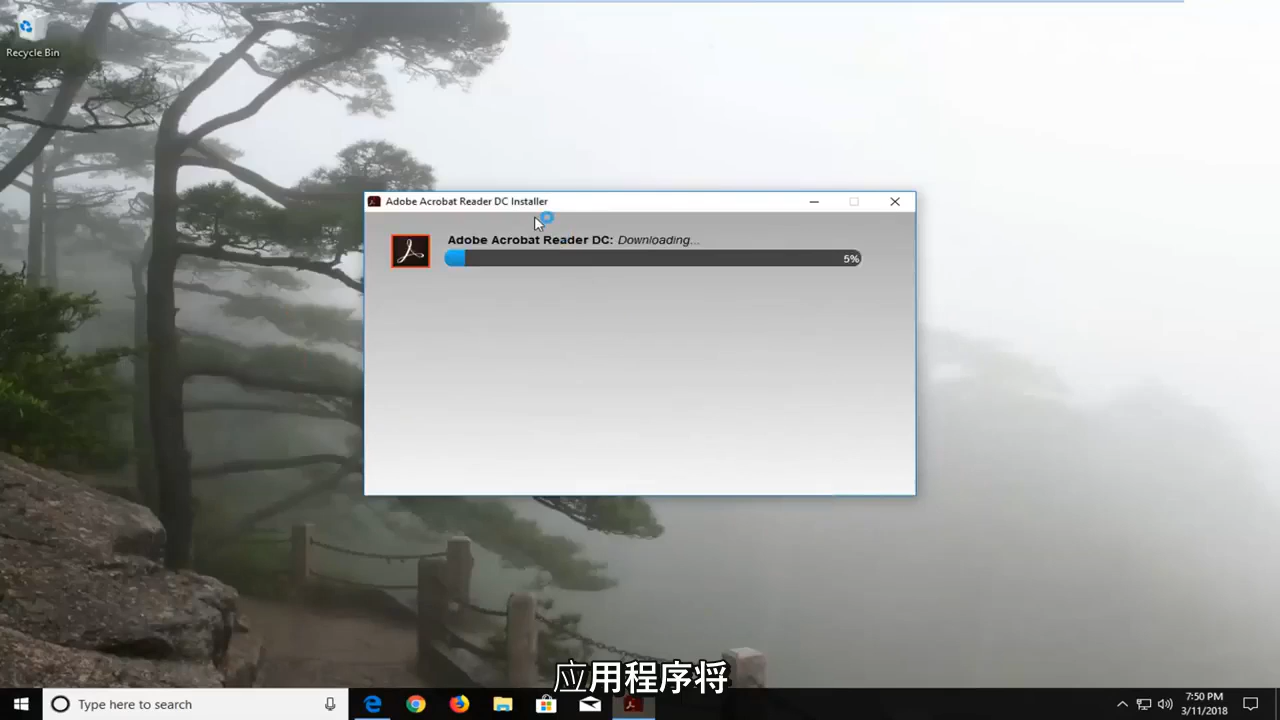 Recycle Bin
Adobe Acrobat Reader DC Installer
Adobe Acrobat Reader DC: Downloading...
5%
应用程序将
Type here to search
7:50 PM
3/11/2018